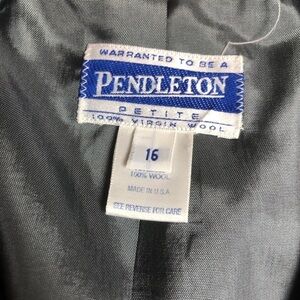 WARRANTED TO BE A
PENDLETON
PETITE
100% VIRGIN WOOL
16
100% WOOL
MADE IN U.S.A
SEE REVERSE FOR CARE